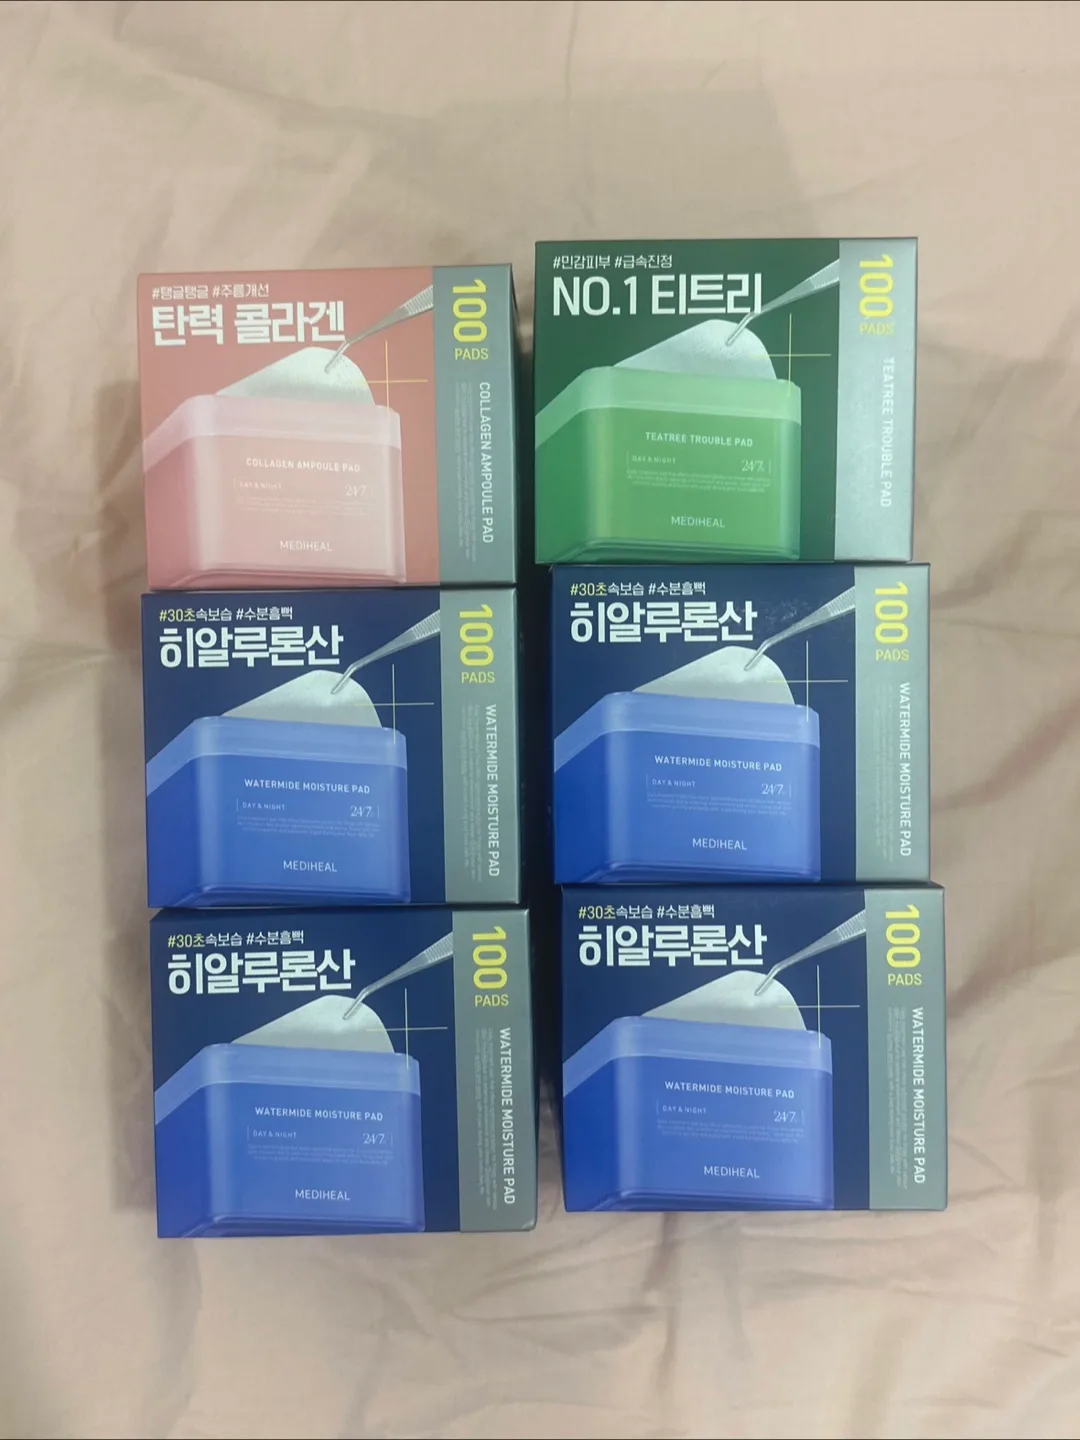 #탱글탱글 #주름개선
탄력 콜라겐
100
PADS
COLLAGEN AMPOULE PAD
COLLAGEN AMPOULE PAD
DAY & NIGHT
24/7.
MEDIHEAL
#민감피부 #급속진정
NO.1 티트리
100
PADS
TEATREE TROUBLE PAD
TEATREE TROUBLE PAD
DAY & NIGHT
24/7.
MEDIHEAL
#30초속보습 #수분흠뻑
히알루론산
100
PADS
WATERMIDE MOISTURE PAD
WATERMIDE MOISTURE PAD
DAY & NIGHT
24/7.
MEDIHEAL
#30초속보습 #수분흠뻑
히알루론산
100
PADS
WATERMIDE MOISTURE PAD
WATERMIDE MOISTURE PAD
DAY & NIGHT
24/7.
MEDIHEAL
#30초속보습 #수분흠뻑
히알루론산
100
PADS
WATERMIDE MOISTURE PAD
WATERMIDE MOISTURE PAD
DAY & NIGHT
24/7.
MEDIHEAL
#30초속보습 #수분흠뻑
히알루론산
100
PADS
WATERMIDE MOISTURE PAD
WATERMIDE MOISTURE PAD
DAY & NIGHT
24/7.
MEDIHEAL